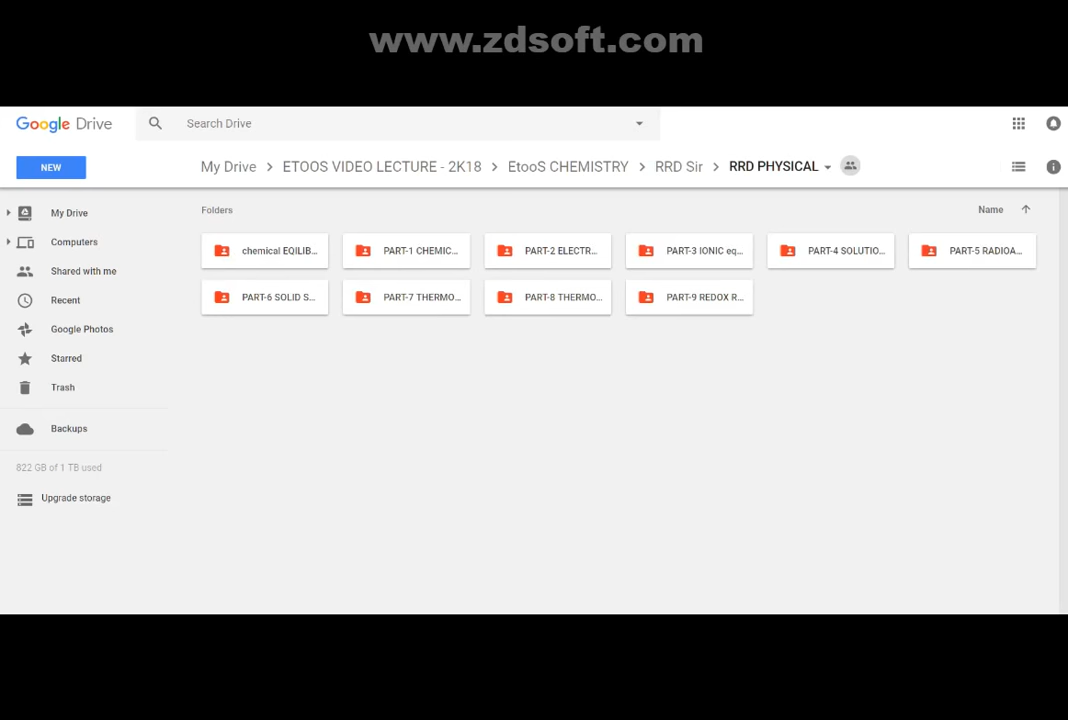 www.zdsoft.com
Google Drive
Search Drive
NEW
My Drive > ETOOS VIDEO LECTURE - 2K18 > EtooS CHEMISTRY > RRD Sir > RRD PHYSICAL
My Drive
Computers
Shared with me
Recent
Google Photos
Starred
Trash
Backups
822 GB of 1 TB used
Upgrade storage
Folders
Name
chemical EQILIB...
PART-1 CHEMIC...
PART-2 ELECTR...
PART-3 IONIC eq...
PART-4 SOLUTIO...
PART-5 RADIOA...
PART-6 SOLID S...
PART-7 THERMO...
PART-8 THERMO...
PART-9 REDOX R...